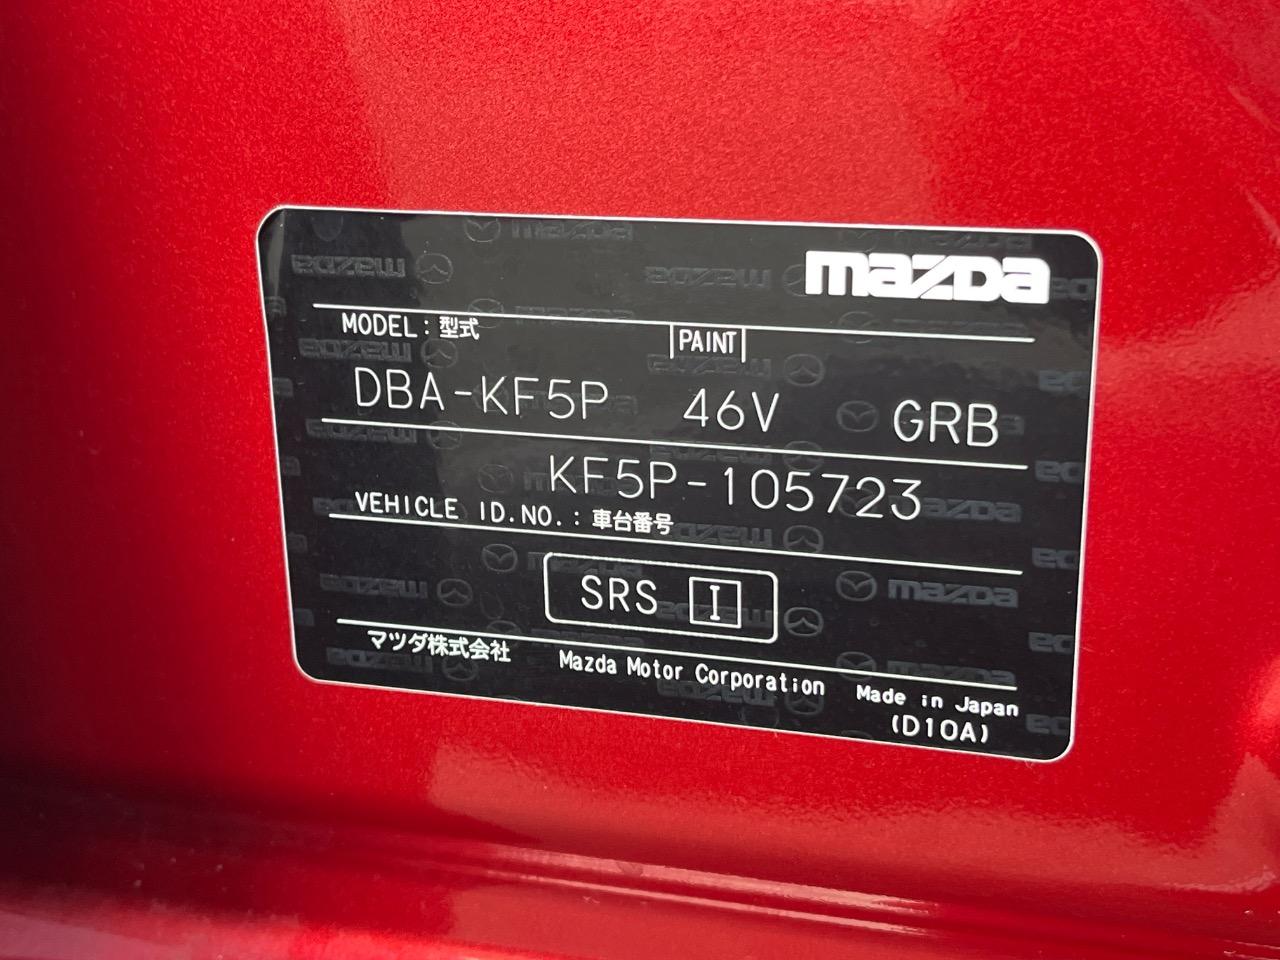 mazda
MODEL : 型式 PAINT
DBA-KF5P 46V GRB
KF5P-105723
VEHICLE ID.NO. : 車台番号
SRS I
マツダ株式会社 Mazda Motor Corporation Made in Japan
(D10A)